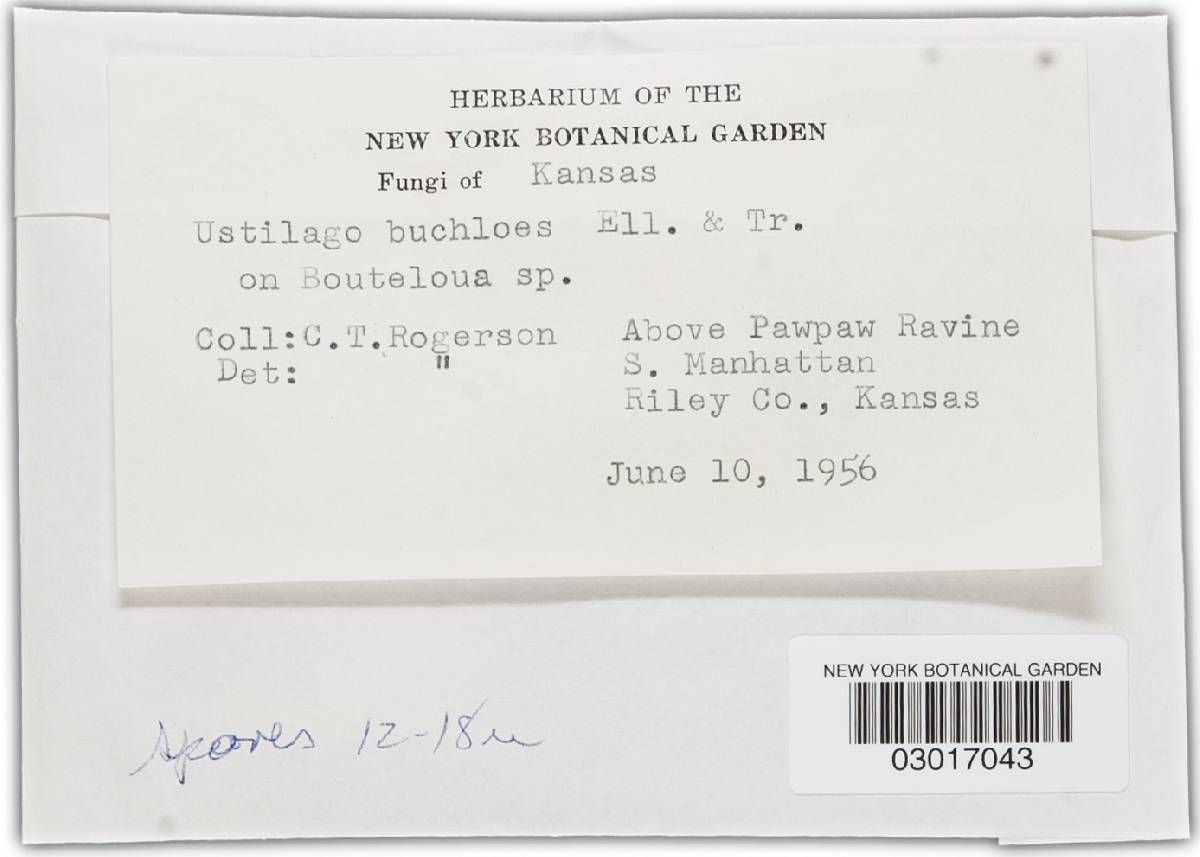 HERBARIUM OF THE
NEW YORK BOTANICAL GARDEN
Fungi of Kansas
Ustilago buchloes Ell. & Tr.
on Bouteloua sp.
Coll: C. T. Rogerson
Det: "
Above Pawpaw Ravine
S. Manhattan
Riley Co., Kansas
June 10, 1956
NEW YORK BOTANICAL GARDEN
03017043
spores 12-18u